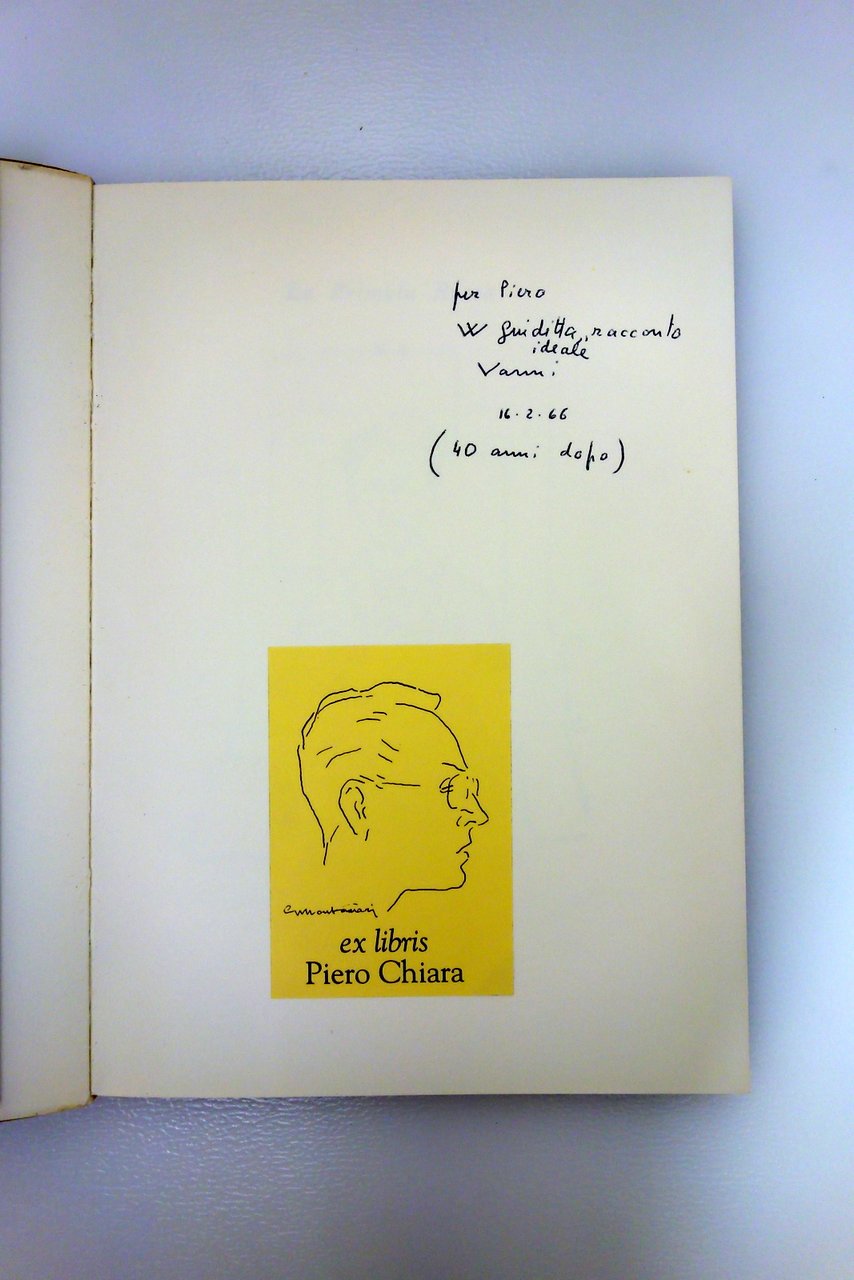 per Piero
W Guiditta, racconto
ideale
Vanni
16.2.66
(40 anni dopo)
ex libris
Piero Chiara